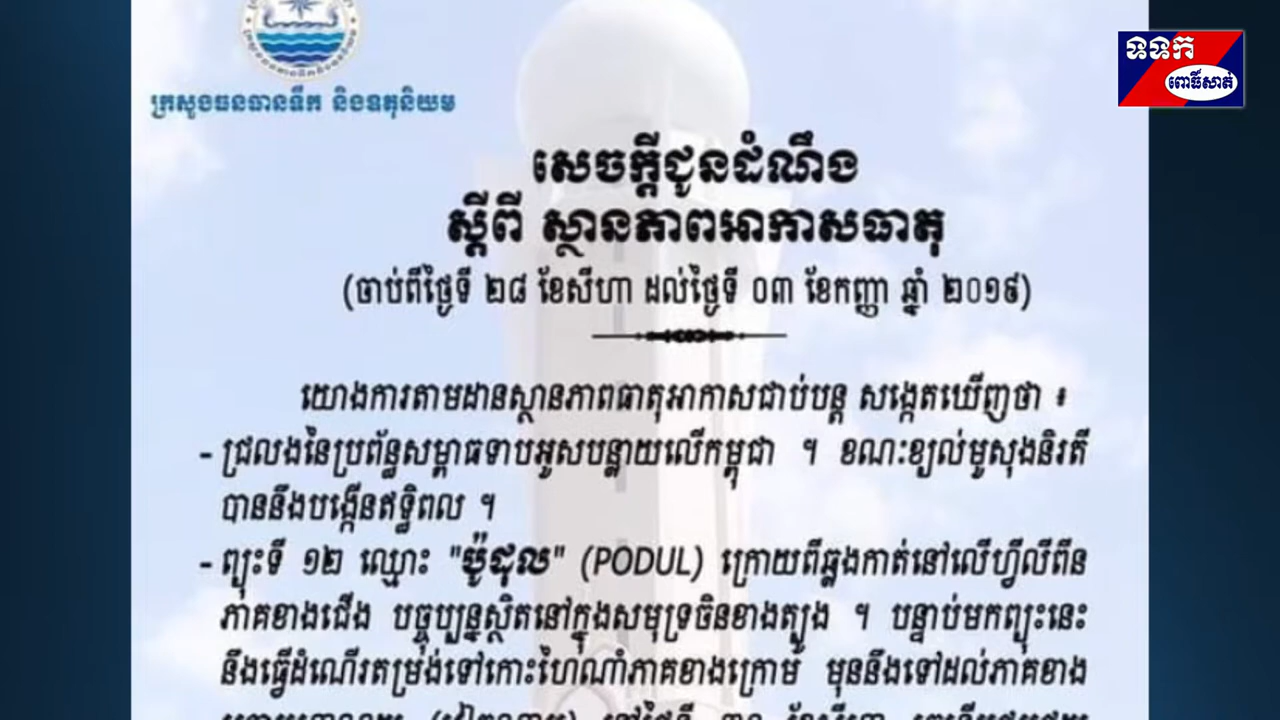 ទទក
ពោធិ៍សាត់
ក្រសួងធនធានទឹក និងឧតុនិយម
សេចក្តីជូនដំណឹង
ស្តីពី ស្ថានភាពអាកាសធាតុ
(ចាប់ពីថ្ងៃទី ២៨ ខែសីហា ដល់ថ្ងៃទី ០៣ ខែកញ្ញា ឆ្នាំ ២០១៩)
យោងការតាមដានស្ថានភាពធាតុអាកាសជាប់បន្ត សង្កេតឃើញថា ៖
- ជ្រលងនៃប្រព័ន្ធសម្ពាធទាបអូសបន្លាយលើកម្ពុជា ។ ខណៈខ្យល់មូសុងនិរតី
បាននឹងបង្កើនឥទ្ធិពល ។
- ព្យុះទី ១២ ឈ្មោះ "ប៉ូដុល" (PODUL) ក្រោយពីឆ្លងកាត់នៅលើហ្វីលីពីន
ភាគខាងជើង បច្ចុប្បន្នស្ថិតនៅក្នុងសមុទ្រចិនខាងត្បូង ។ បន្ទាប់មកព្យុះនេះ
នឹងធ្វើដំណើរតម្រង់ទៅកោះហៃណាំភាគខាងក្រោម មុននឹងទៅដល់ភាគខាង